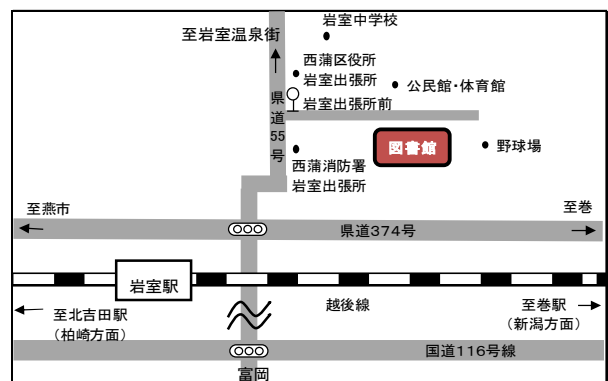 岩室中学校
至岩室温泉街
西蒲区役所
岩室出張所
公民館・体育館
岩室出張所前
県道55号
図書館
野球場
西蒲消防署
岩室出張所
至燕市
至巻
県道374号
岩室駅
越後線
至北吉田駅
(柏崎方面)
至巻駅
(新潟方面)
国道116号線
富岡